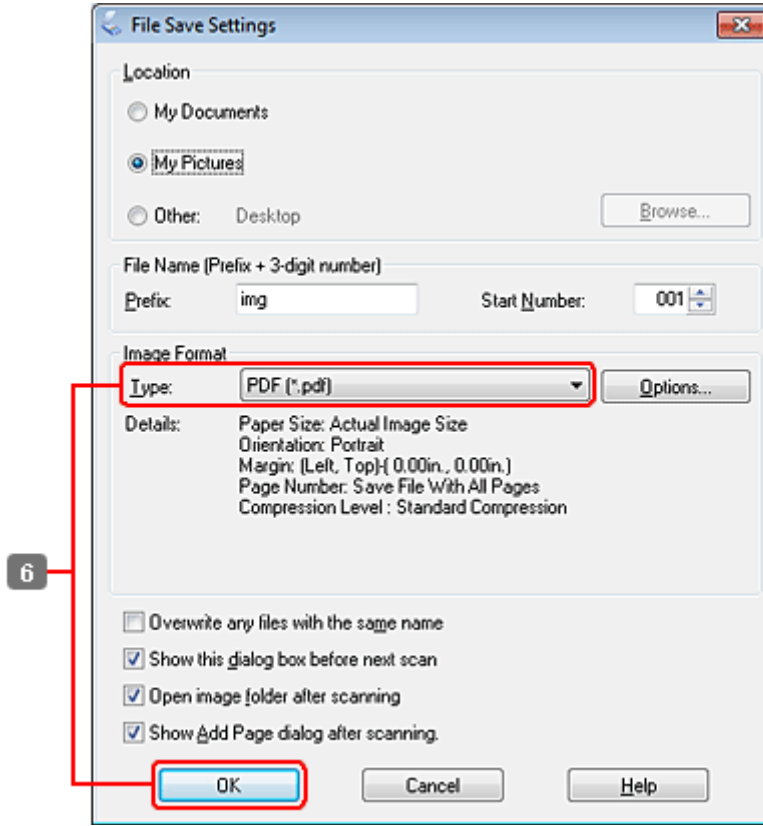 File Save Settings
Location
My Documents
My Pictures
Other: Desktop Browse...
File Name (Prefix + 3-digit number)
Prefix: img Start Number: 001
Image Format
Type: PDF (*.pdf) Options...
Details: Paper Size: Actual Image Size
Orientation: Portrait
Margin: (Left, Top)-( 0.00in., 0.00in.)
Page Number: Save File With All Pages
Compression Level : Standard Compression
6
Overwrite any files with the same name
Show this dialog box before next scan
Open image folder after scanning
Show Add Page dialog after scanning.
OK Cancel Help